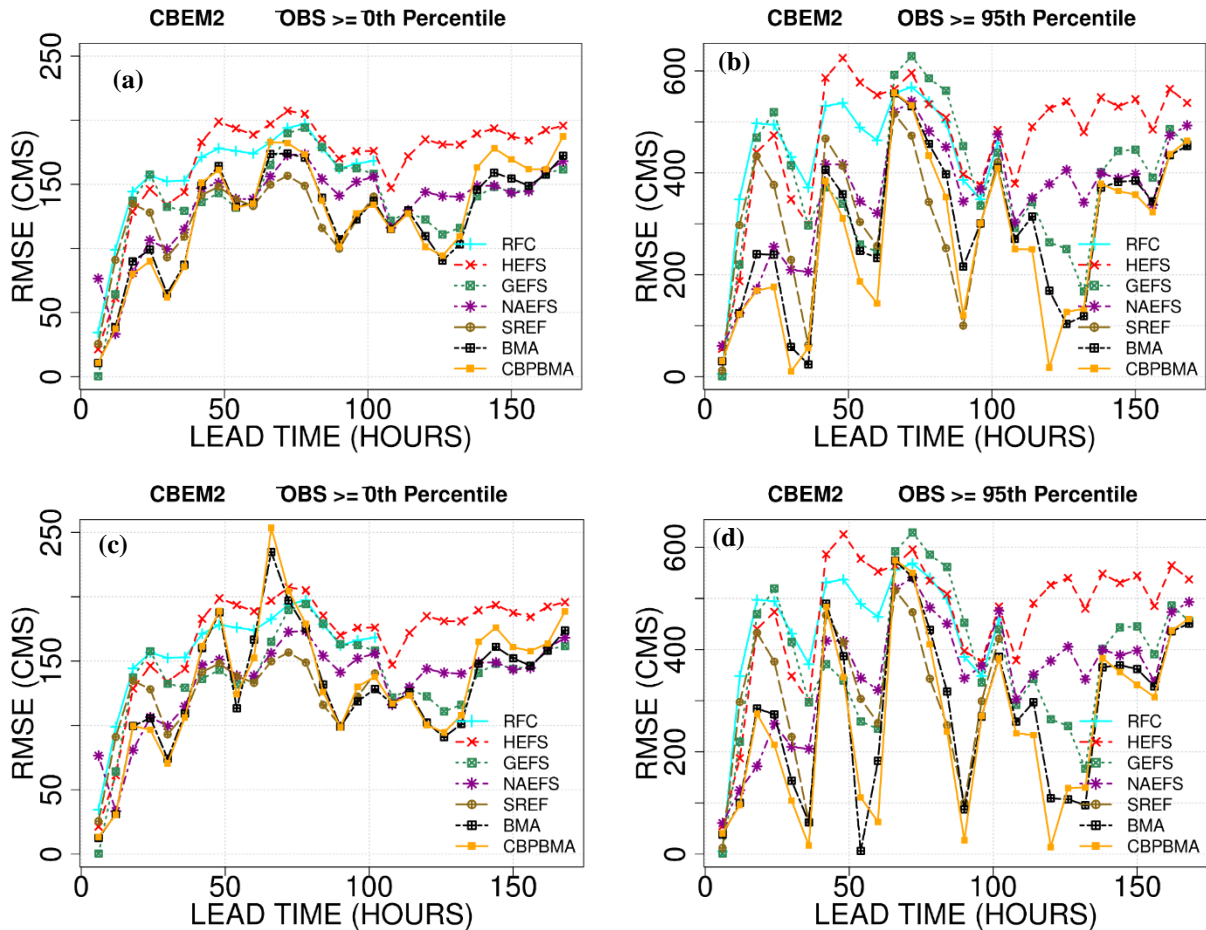 CBEM2 ‾OBS >= ‾0th Percentile
(a)
RMSE (CMS)
250
150
50
0
RFC
HEFS
GEFS
NAEFS
SREF
BMA
CBPBMA
0 50 100 150
LEAD TIME (HOURS)
CBEM2 OBS >= ‾95th Percentile
(b)
RMSE (CMS)
600
400
200
0
RFC
HEFS
GEFS
NAEFS
SREF
BMA
CBPBMA
0 50 100 150
LEAD TIME (HOURS)
CBEM2 ‾OBS >= ‾0th Percentile
(c)
RMSE (CMS)
250
150
50
0
RFC
HEFS
GEFS
NAEFS
SREF
BMA
CBPBMA
0 50 100 150
LEAD TIME (HOURS)
CBEM2 OBS >= ‾95th Percentile
(d)
RMSE (CMS)
600
400
200
0
RFC
HEFS
GEFS
NAEFS
SREF
BMA
CBPBMA
0 50 100 150
LEAD TIME (HOURS)